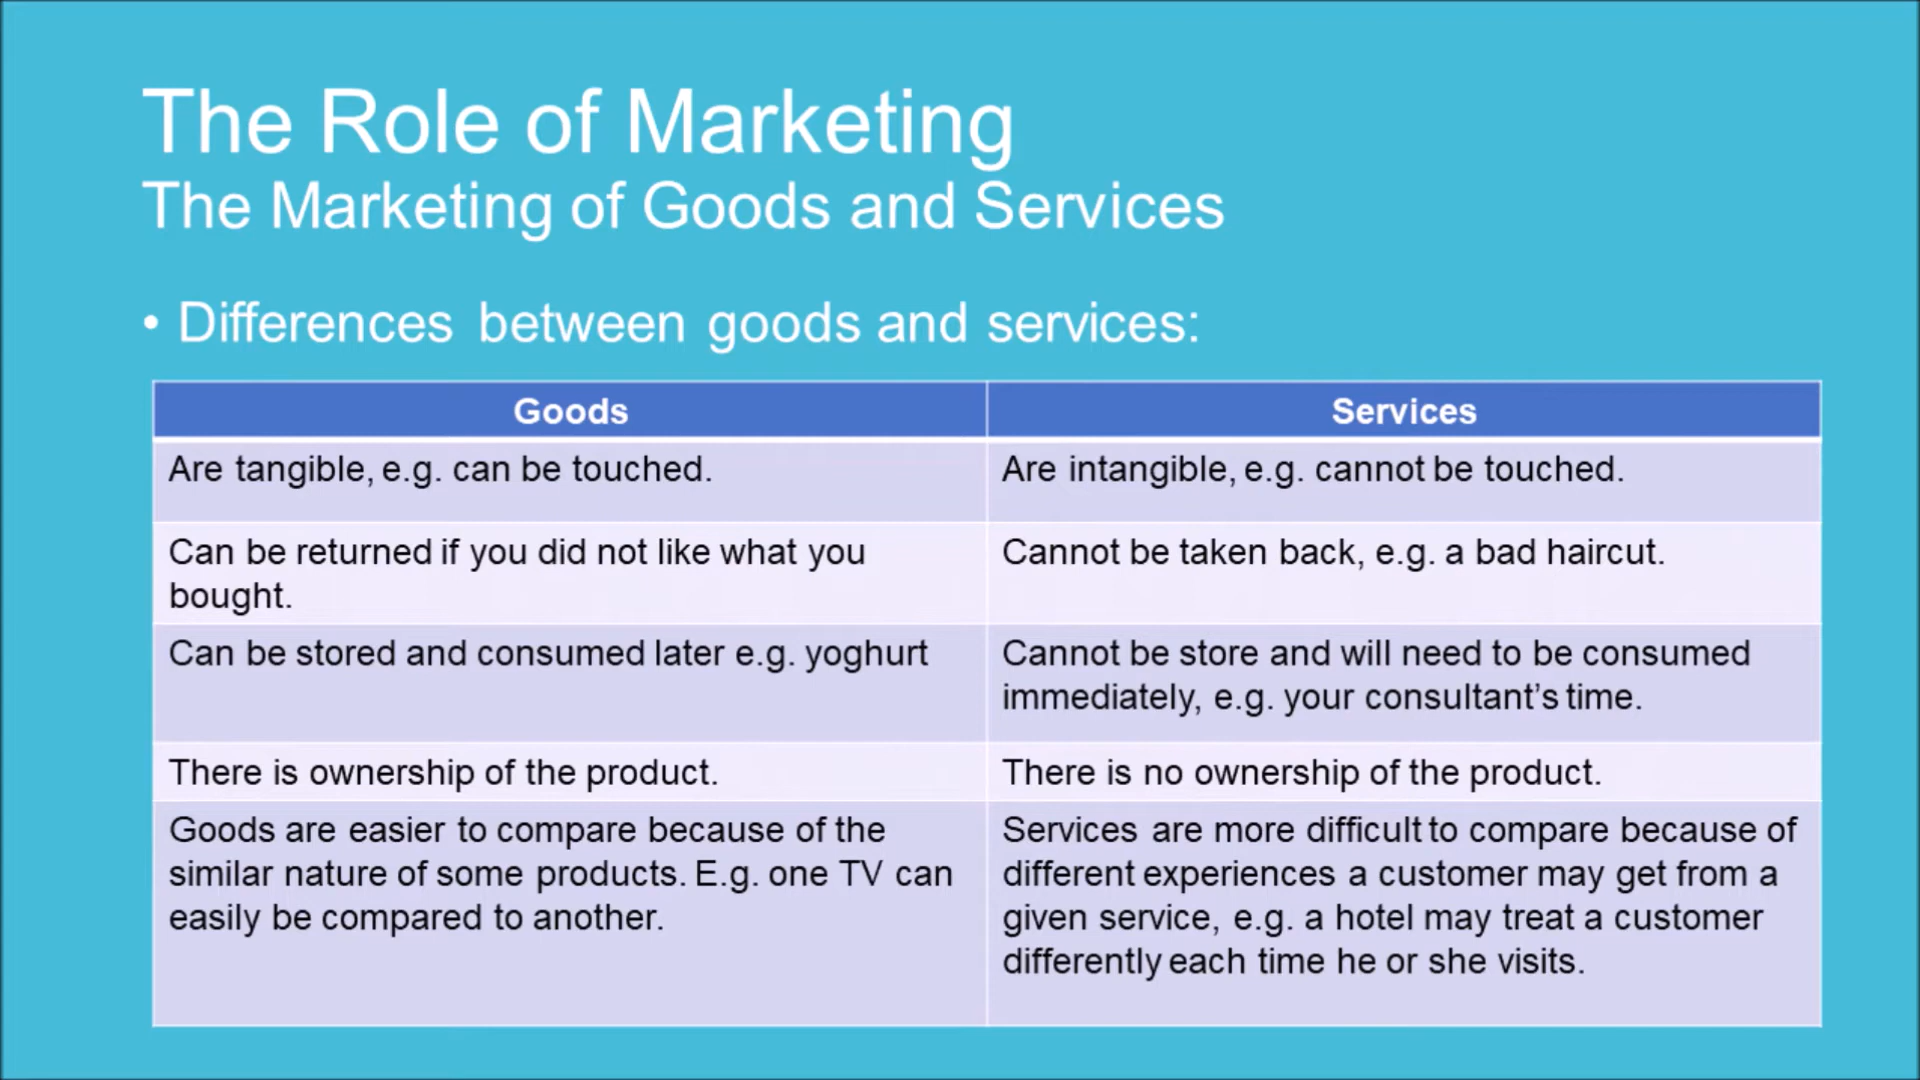 The Role of Marketing
The Marketing of Goods and Services
• Differences between goods and services:
Goods
Services
Are tangible, e.g. can be touched.
Are intangible, e.g. cannot be touched.
Can be returned if you did not like what you
bought.
Cannot be taken back, e.g. a bad haircut.
Can be stored and consumed later e.g. yoghurt
Cannot be store and will need to be consumed
immediately, e.g. your consultant’s time.
There is ownership of the product.
There is no ownership of the product.
Goods are easier to compare because of the
similar nature of some products. E.g. one TV can
easily be compared to another.
Services are more difficult to compare because of
different experiences a customer may get from a
given service, e.g. a hotel may treat a customer
differently each time he or she visits.